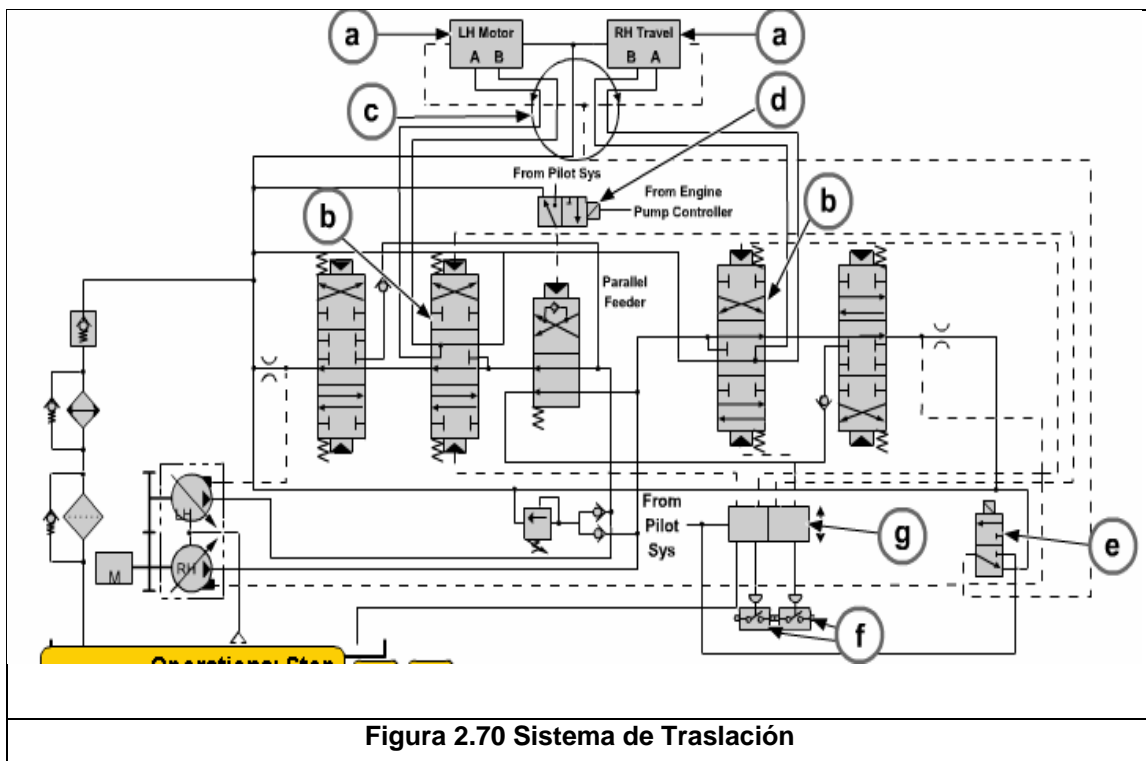 a
LH Motor
A B
RH Travel
B A
a
c
d
From Pilot Sys
From Engine
Pump Controller
b
b
Parallel
Feeder
LH
RH
M
From
Pilot
Sys
g
e
f
Figura 2.70 Sistema de Traslación